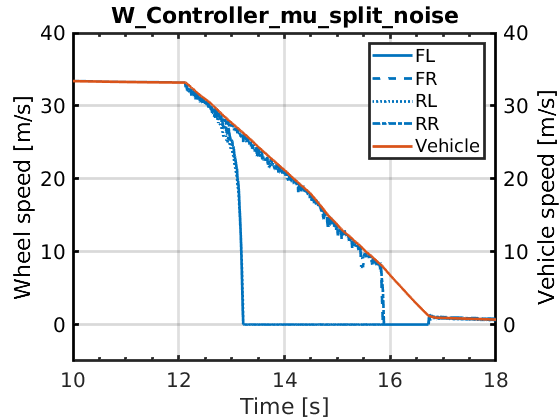 W_Controller_mu_split_noise
40
30
20
10
0
40
30
20
10
0
Wheel speed [m/s]
Vehicle speed [m/s]
FL
FR
RL
RR
Vehicle
10 12 14 16 18
Time [s]